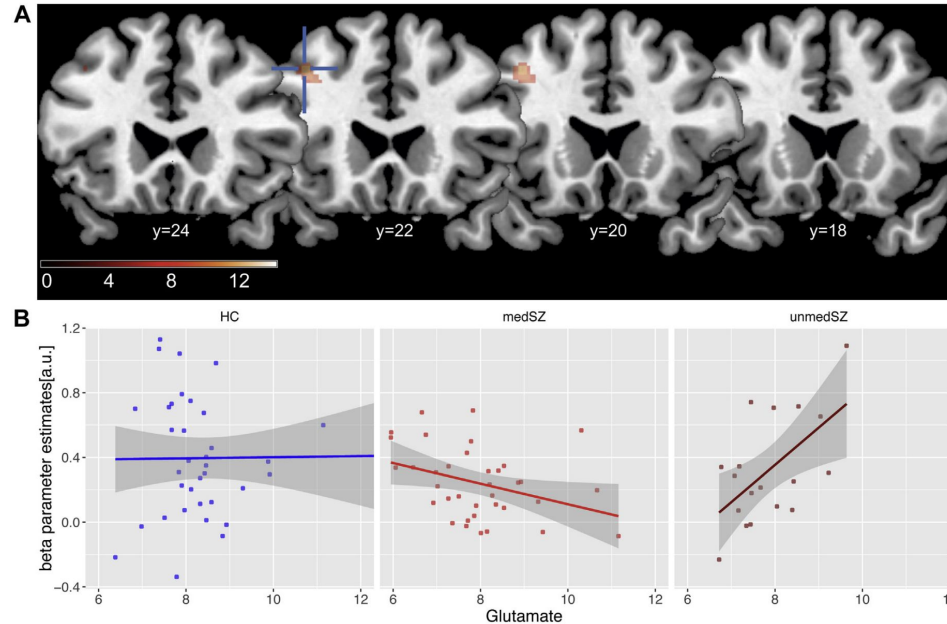 A
y=24 y=22 y=20 y=18
0 4 8 12
B
HC medSZ unmedSZ
beta parameter estimates[a.u.]
1.2
0.8
0.4
0.0
−0.4
6 8 10 12 6 8 10 12 6 8 10
Glutamate